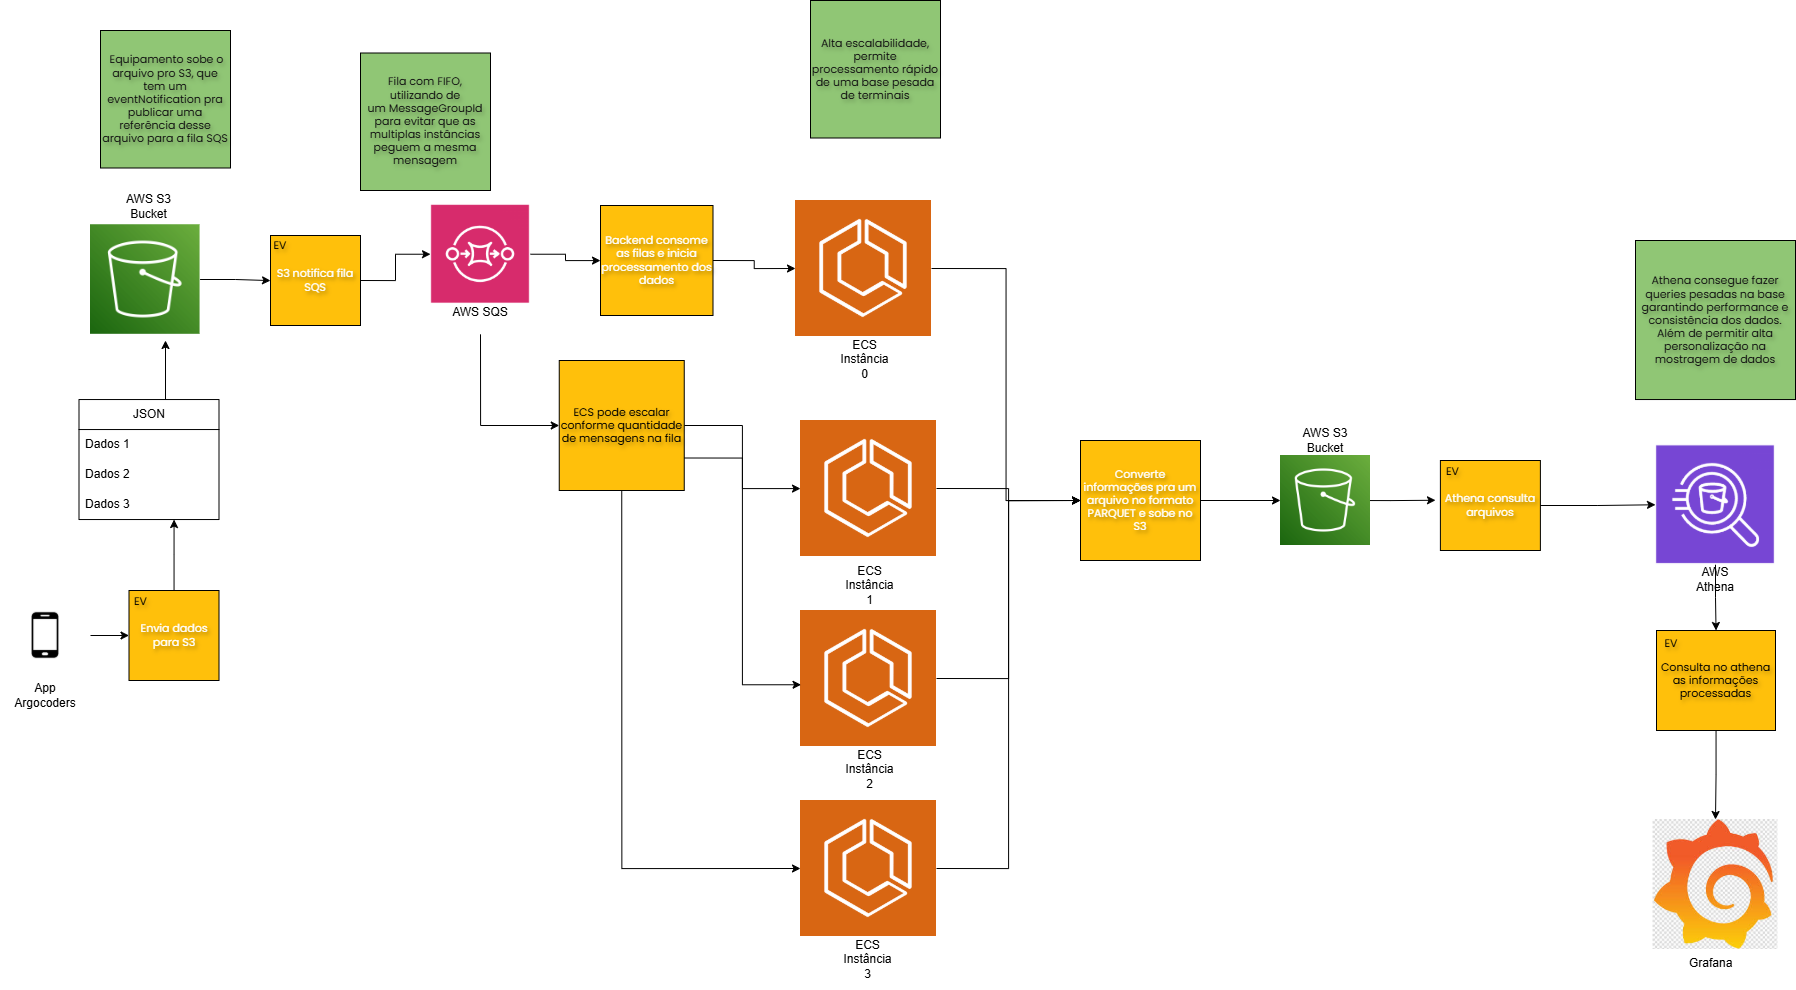 Equipamento sobe o
arquivo pro S3, que
tem um
eventNotification pra
publicar uma
referência desse
arquivo para a fila SQS
Fila com FIFO,
utilizando de
um MessageGroupId
para evitar que as
multiplas instâncias
peguem a mesma
mensagem
Alta escalabilidade,
permite
processamento rápido
de uma base pesada
de terminais
AWS S3
Bucket
EV
S3 notifica fila
SQS
AWS SQS
Backend consome
as filas e inicia
processamento dos
dados
ECS
Instância
0
Athena consegue fazer
queries pesadas na base
garantindo performance e
consistência dos dados.
Além de permitir alta
personalização na
mostragem de dados
JSON
Dados 1
Dados 2
Dados 3
ECS pode escalar
conforme quantidade
de mensagens na fila
ECS
Instância
1
Converte
informações pra um
arquivo no formato
PARQUET e sobe no
S3
AWS S3
Bucket
EV
Athena consulta
arquivos
AWS
Athena
EV
Envia dados
para S3
App
Argocoders
ECS
Instância
2
EV
Consulta no athena
as informações
processadas
ECS
Instância
3
Grafana